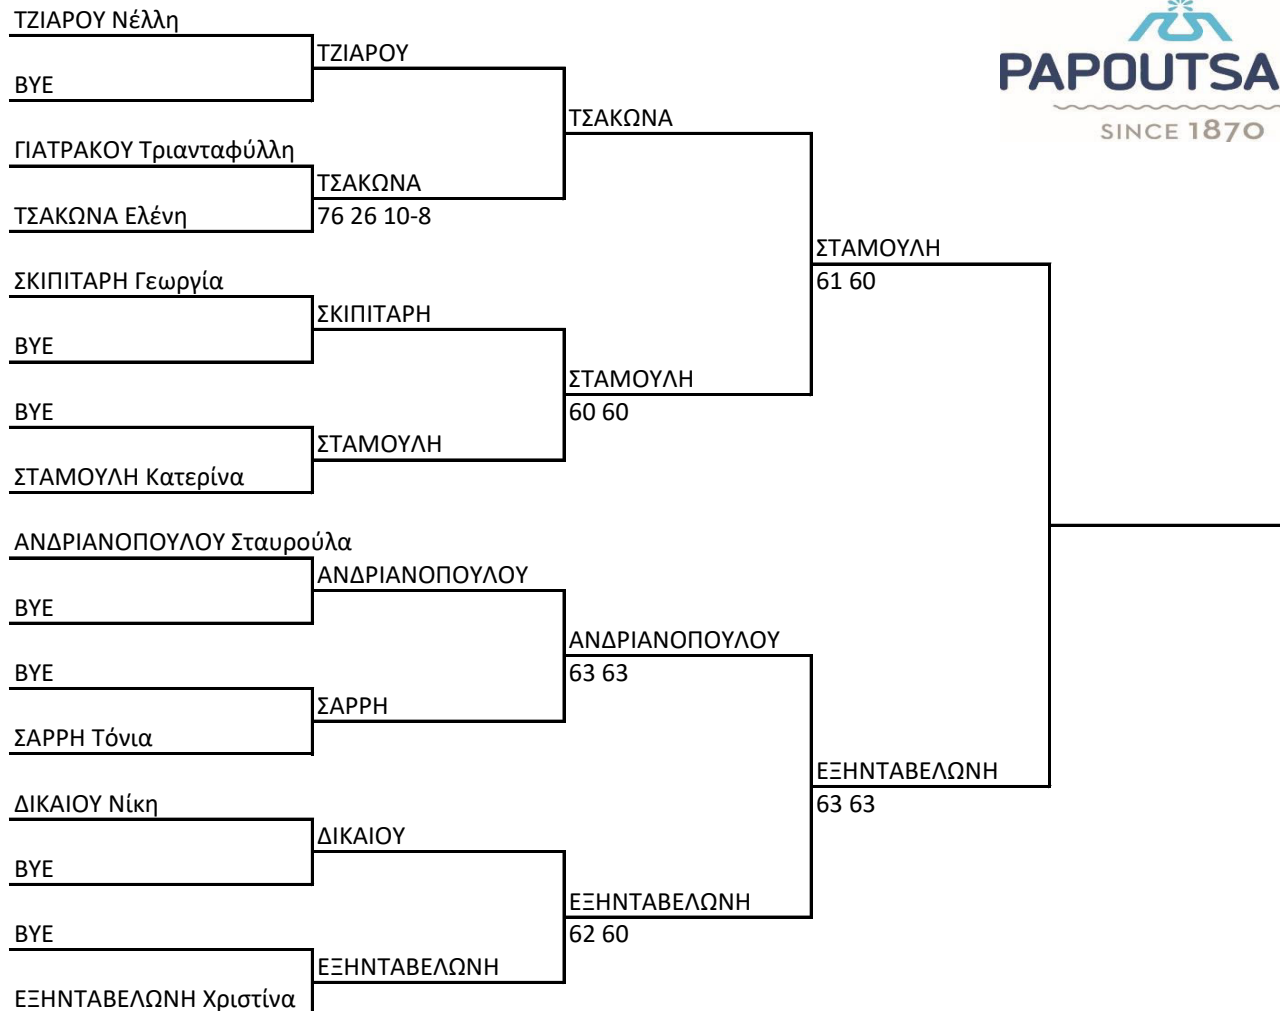 ΤΖΙΑΡΟΥ Νέλλη
ΤΖΙΑΡΟΥ
BYE
ΤΣΑΚΩΝΑ
ΓΙΑΤΡΑΚΟΥ Τριανταφύλλη
ΤΣΑΚΩΝΑ
ΤΣΑΚΩΝΑ Ελένη
76 26 10-8
ΣΤΑΜΟΥΛΗ
61 60
ΣΚΙΠΙΤΑΡΗ Γεωργία
ΣΚΙΠΙΤΑΡΗ
BYE
ΣΤΑΜΟΥΛΗ
60 60
BYE
ΣΤΑΜΟΥΛΗ
ΣΤΑΜΟΥΛΗ Κατερίνα
ΑΝΔΡΙΑΝΟΠΟΥΛΟΥ Σταυρούλα
ΑΝΔΡΙΑΝΟΠΟΥΛΟΥ
BYE
ΑΝΔΡΙΑΝΟΠΟΥΛΟΥ
63 63
BYE
ΣΑΡΡΗ
ΣΑΡΡΗ Τόνια
ΕΞΗΝΤΑΒΕΛΩΝΗ
63 63
ΔΙΚΑΙΟΥ Νίκη
ΔΙΚΑΙΟΥ
BYE
ΕΞΗΝΤΑΒΕΛΩΝΗ
62 60
BYE
ΕΞΗΝΤΑΒΕΛΩΝΗ
ΕΞΗΝΤΑΒΕΛΩΝΗ Χριστίνα
PAPOUTSA
SINCE 1870